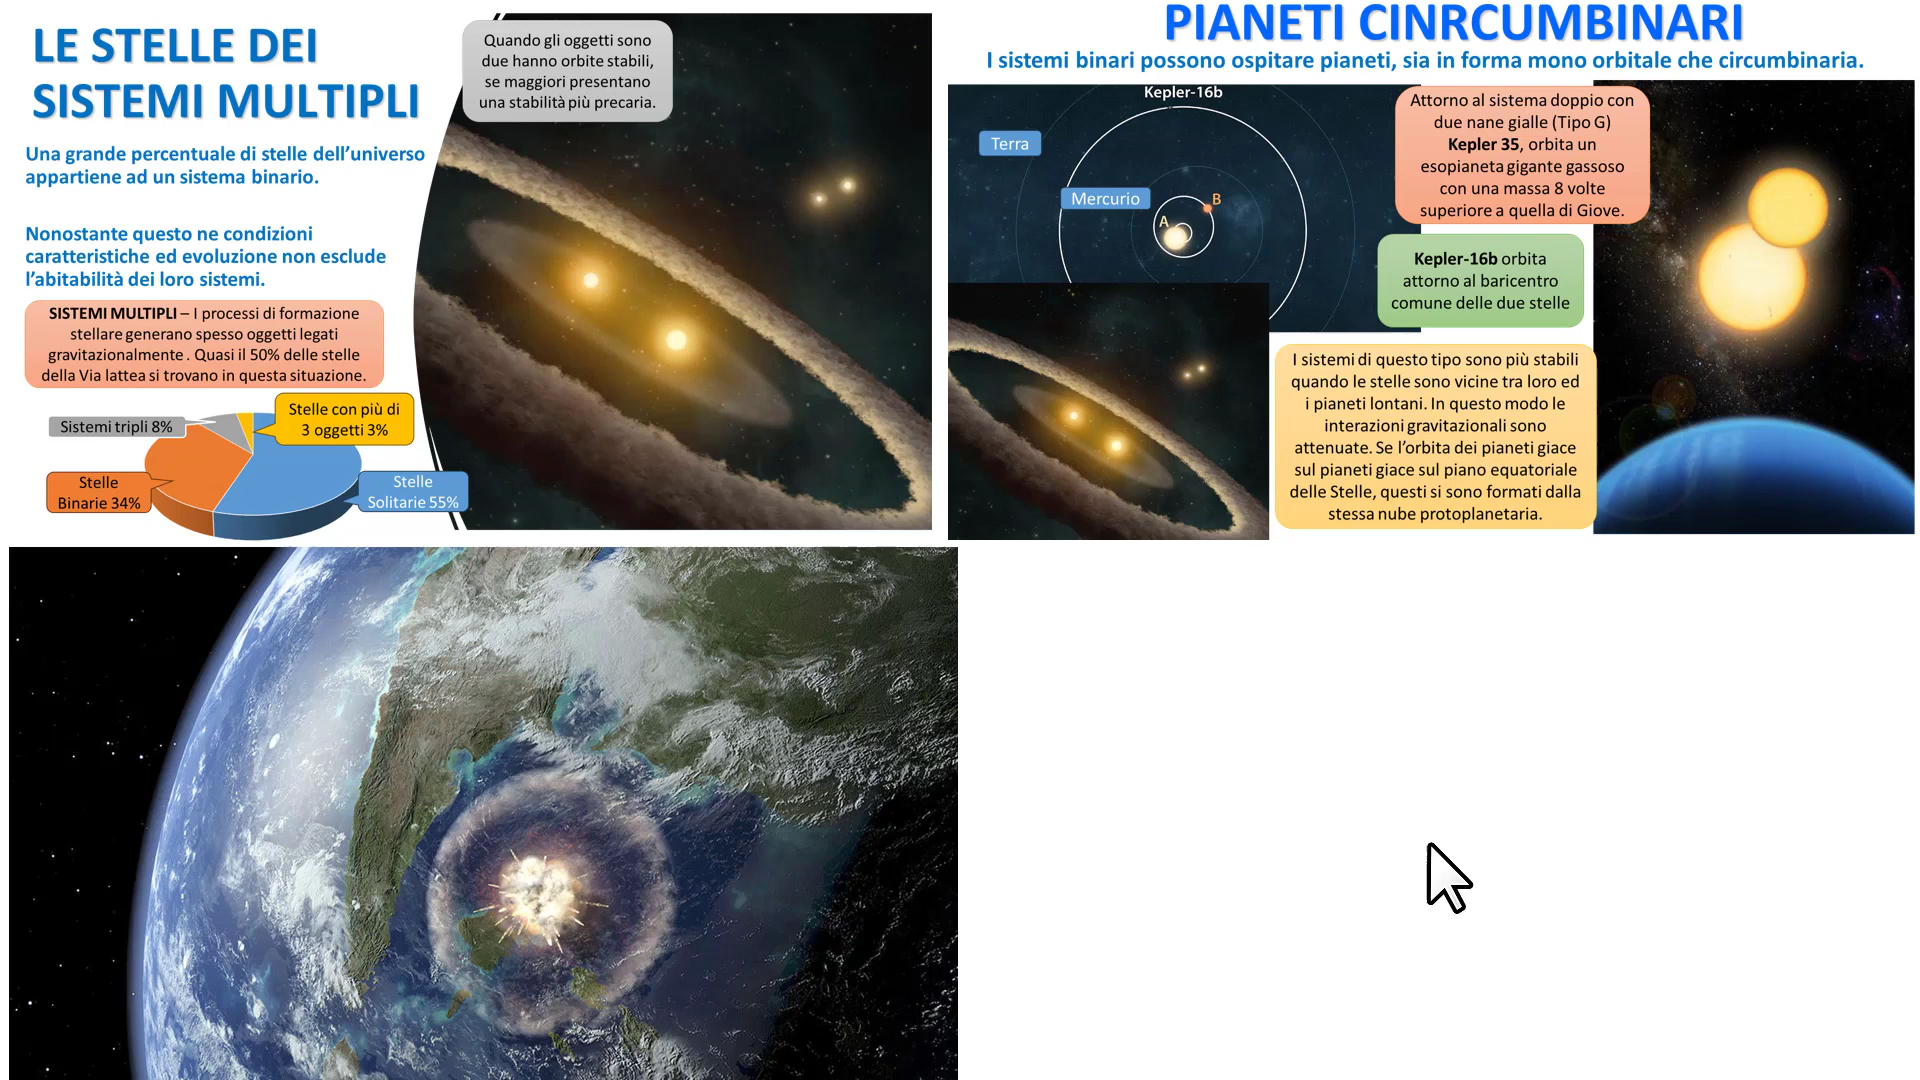 LE STELLE DEI
SISTEMI MULTIPLI
Una grande percentuale di stelle dell'universo
appartiene ad un sistema binario.
Nonostante questo ne condizioni
caratteristiche ed evoluzione non esclude
l'abitabilità dei loro sistemi.
SISTEMI MULTIPLI – I processi di formazione
stellare generano spesso oggetti legati
gravitazionalmente . Quasi il 50% delle stelle
della Via lattea si trovano in questa situazione.
Sistemi tripli 8%
Stelle con più di
3 oggetti 3%
Stelle
Binarie 34%
Stelle
Solitarie 55%
Quando gli oggetti sono
due hanno orbite stabili,
se maggiori presentano
una stabilità più precaria.
PIANETI CINRCUMBINARI
I sistemi binari possono ospitare pianeti, sia in forma mono orbitale che circumbinaria.
Kepler-16b
Terra
Mercurio
A
B
Attorno al sistema doppio con
due nane gialle (Tipo G)
Kepler 35, orbita un
esopianeta gigante gassoso
con una massa 8 volte
superiore a quella di Giove.
Kepler-16b orbita
attorno al baricentro
comune delle due stelle
I sistemi di questo tipo sono più stabili
quando le stelle sono vicine tra loro ed
i pianeti lontani. In questo modo le
interazioni gravitazionali sono
attenuate. Se l'orbita dei pianeti giace
sul pianeti giace sul piano equatoriale
delle Stelle, questi si sono formati dalla
stessa nube protoplanetaria.